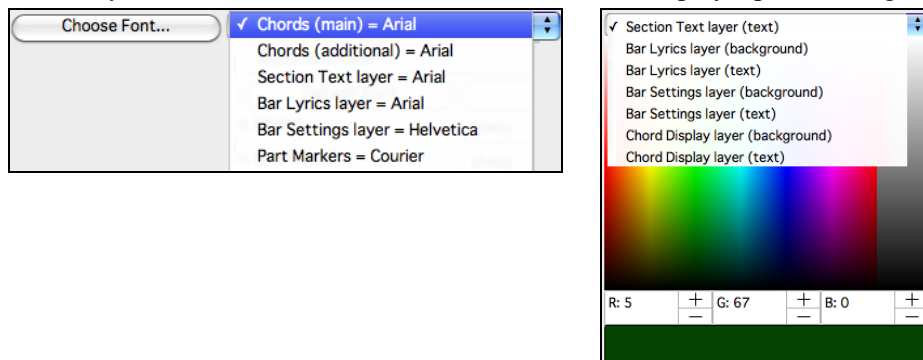 Choose Font...
✓ Chords (main) = Arial
Chords (additional) = Arial
Section Text layer = Arial
Bar Lyrics layer = Arial
Bar Settings layer = Helvetica
Part Markers = Courier
✓ Section Text layer (text)
Bar Lyrics layer (background)
Bar Lyrics layer (text)
Bar Settings layer (background)
Bar Settings layer (text)
Chord Display layer (background)
Chord Display layer (text)
R: 5 + − G: 67 + − B: 0 + −